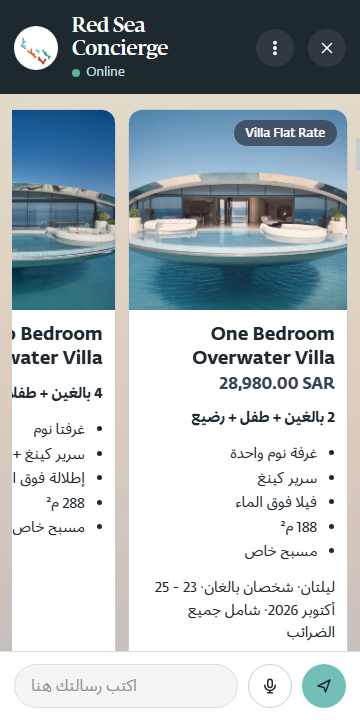 Red Sea
Concierge
Online
Villa Flat Rate
One Bedroom
Overwater Villa
28,980.00 SAR
2 بالغين + طفل + رضيع
غرفة نوم واحدة
سرير كينغ
فيلا فوق الماء
188 م²
مسبح خاص
ليلتان· شخصان بالغان· 23 - 25
أكتوبر 2026· شامل جميع
الضرائب
Bedroom
Villa
4 بالغين +
غرفتا نوم
سرير كينغ +
إطلالة فوق
288 م²
مسبح خاص
اكتب رسالتك هنا